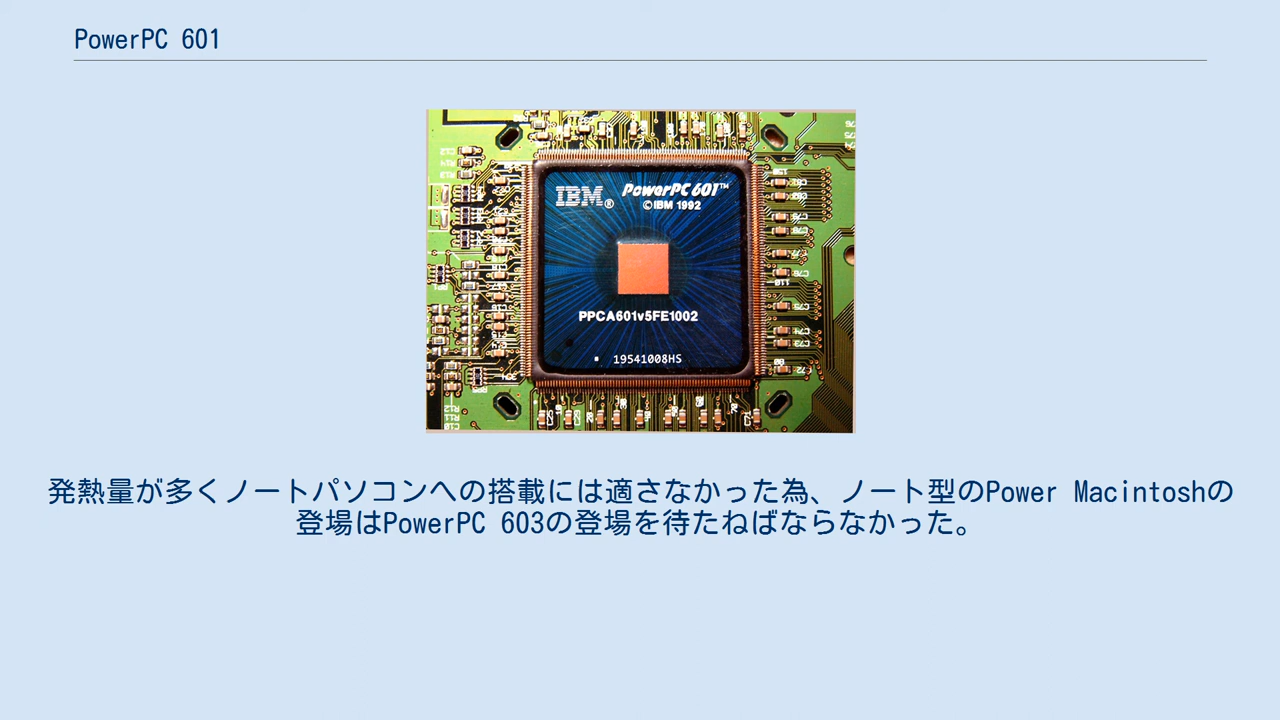 PowerPC 601
IBM®
PowerPC 601™
©IBM 1992
PPCA601v5FE1002
19541008HS
発熱量が多くノートパソコンへの搭載には適さなかった為、ノート型のPower Macintoshの
登場はPowerPC 603の登場を待たねばならなかった。